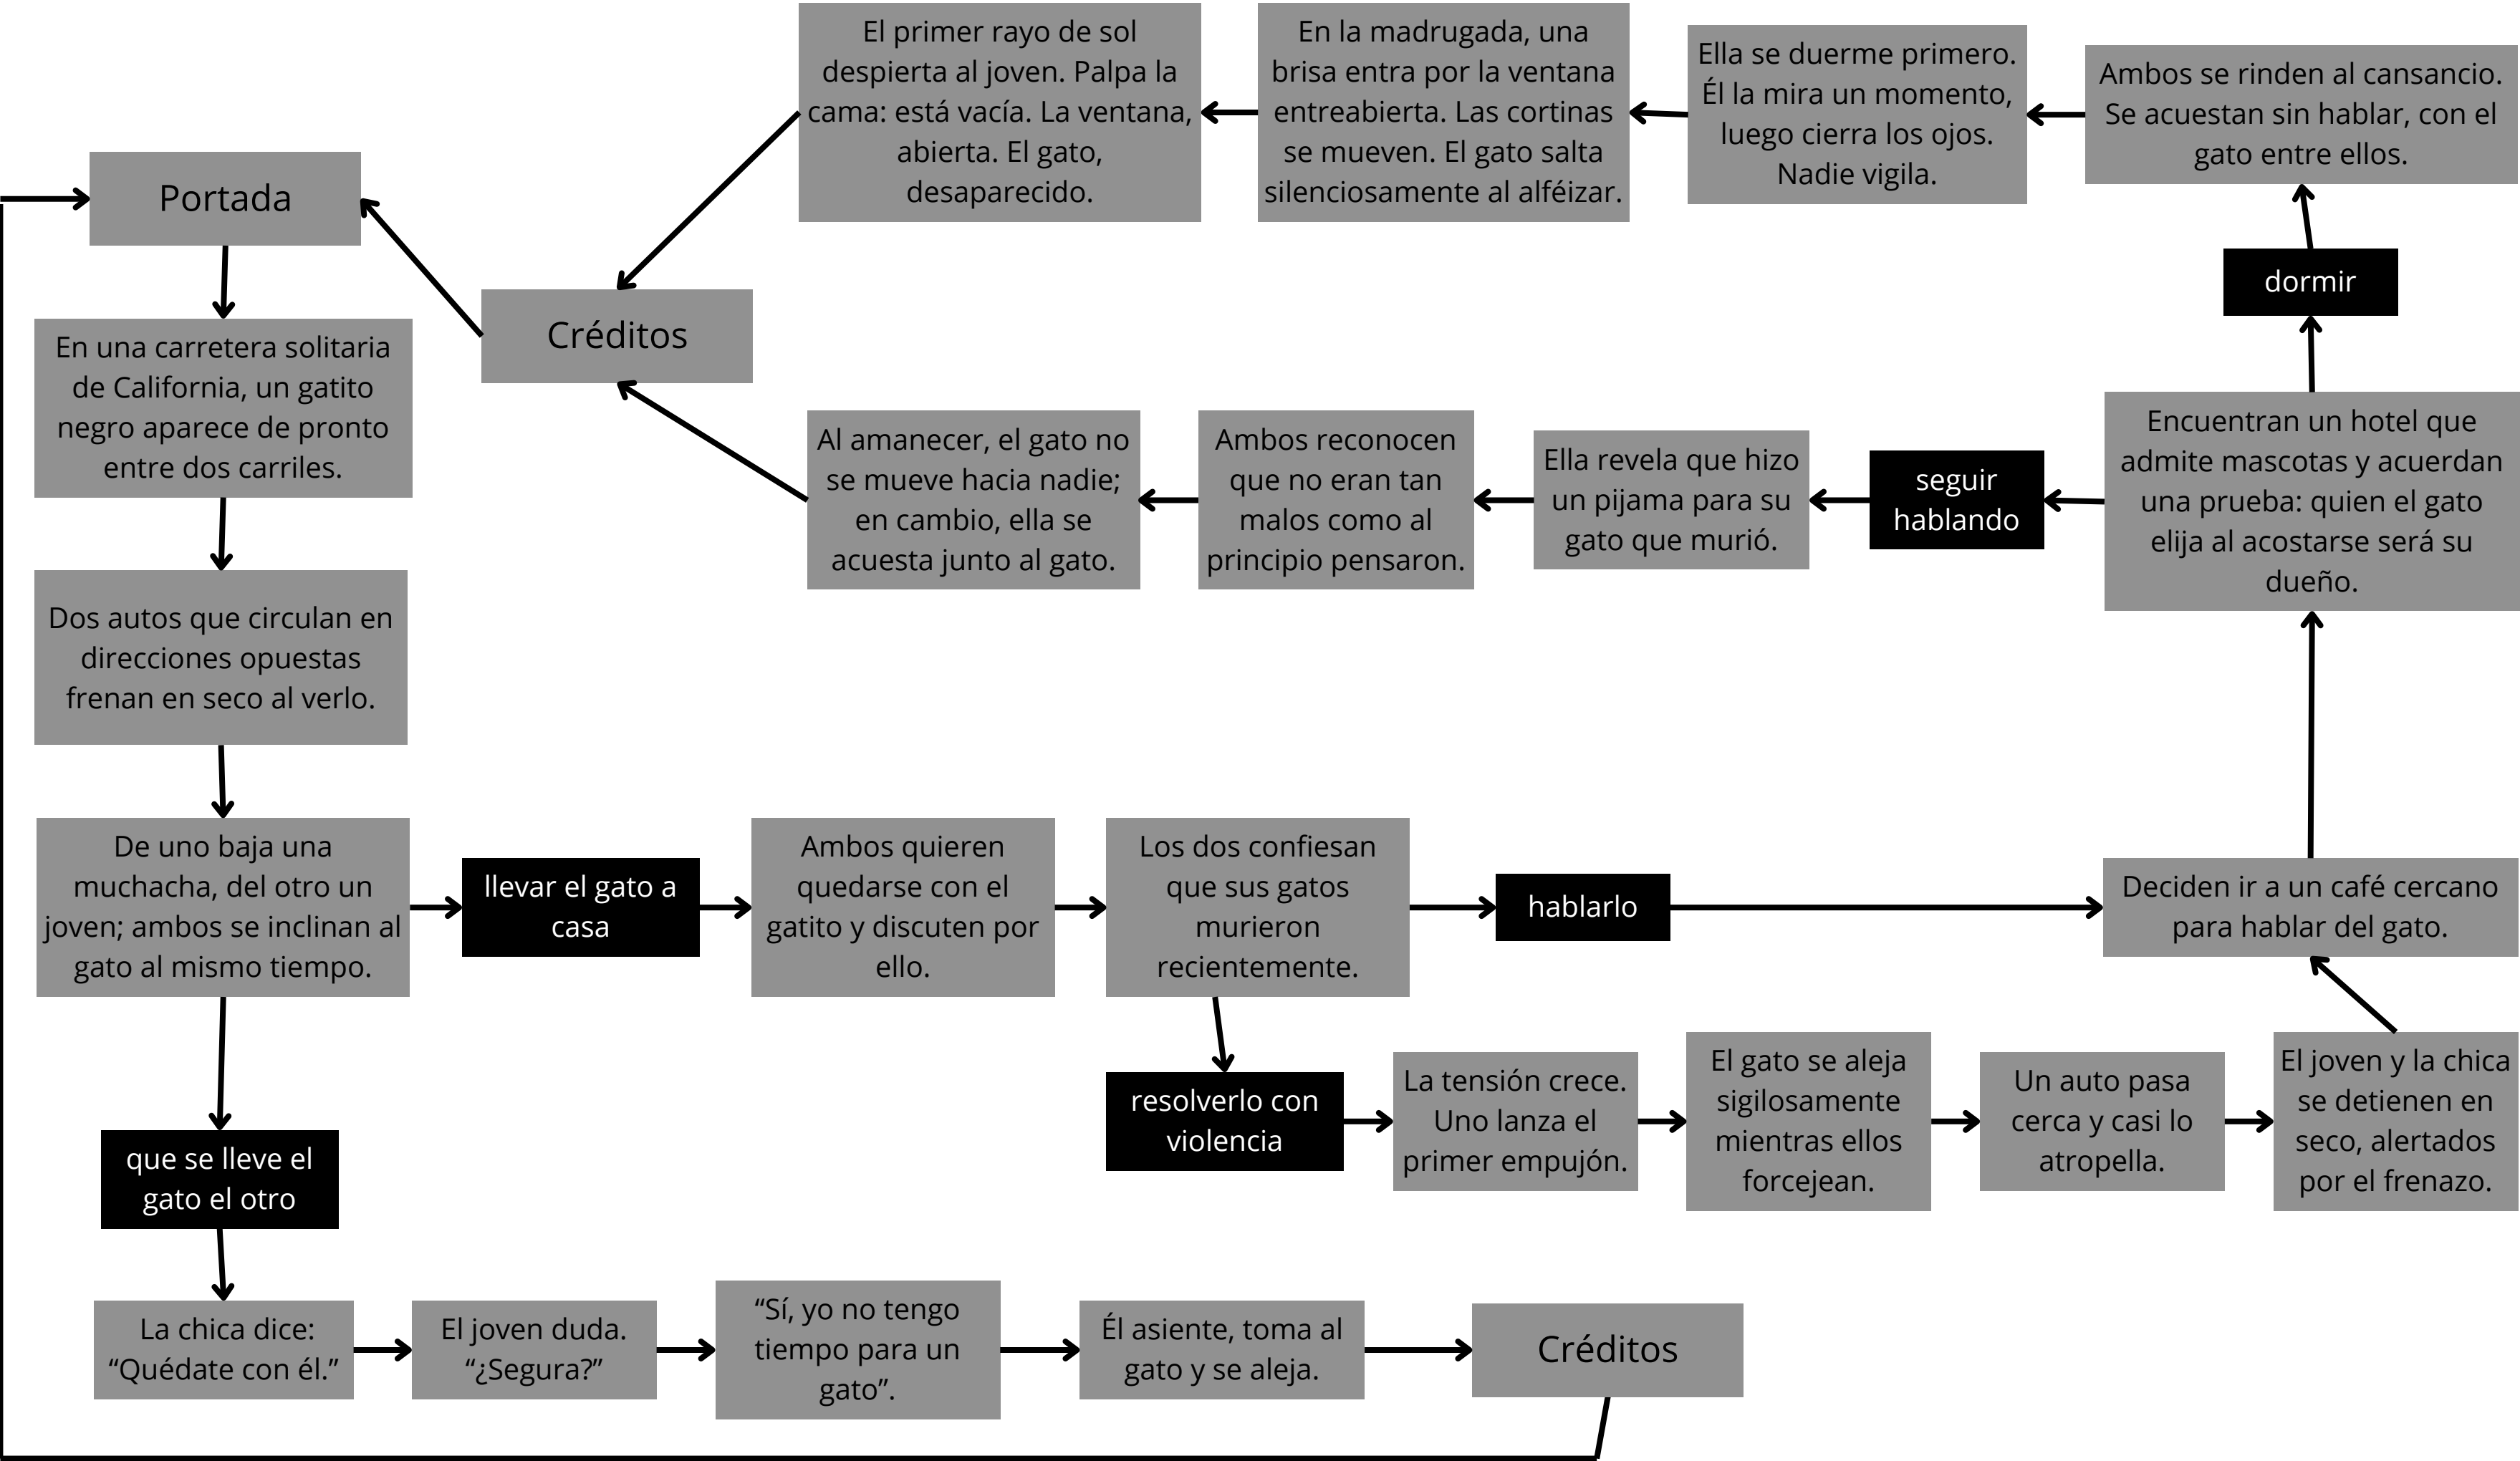 Portada
En una carretera solitaria
de California, un gatito
negro aparece de pronto
entre dos carriles.
Dos autos que circulan en
direcciones opuestas
frenan en seco al verlo.
De uno baja una
muchacha, del otro un
joven; ambos se inclinan al
gato al mismo tiempo.
llevar el gato a
casa
Ambos quieren
quedarse con el
gatito y discuten por
ello.
Los dos confiesan
que sus gatos
murieron
recientemente.
hablarlo
Deciden ir a un café cercano
para hablar del gato.
resolverlo con
violencia
La tensión crece.
Uno lanza el
primer empujón.
El gato se aleja
sigilosamente
mientras ellos
forcejean.
Un auto pasa
cerca y casi lo
atropella.
El joven y la chica
se detienen en
seco, alertados
por el frenazo.
que se lleve el
gato el otro
La chica dice:
“Quédate con él.”
El joven duda.
“¿Segura?”
“Sí, yo no tengo
tiempo para un
gato”.
Él asiente, toma al
gato y se aleja.
Créditos
Encuentran un hotel que
admite mascotas y acuerdan
una prueba: quien el gato
elija al acostarse será su
dueño.
seguir
hablando
Ella revela que hizo
un pijama para su
gato que murió.
Ambos reconocen
que no eran tan
malos como al
principio pensaron.
Al amanecer, el gato no
se mueve hacia nadie;
en cambio, ella se
acuesta junto al gato.
dormir
Ambos se rinden al cansancio.
Se acuestan sin hablar, con el
gato entre ellos.
Ella se duerme primero.
Él la mira un momento,
luego cierra los ojos.
Nadie vigila.
En la madrugada, una
brisa entra por la ventana
entreabierta. Las cortinas
se mueven. El gato salta
silenciosamente al alféizar.
El primer rayo de sol
despierta al joven. Palpa la
cama: está vacía. La ventana,
abierta. El gato,
desaparecido.
Créditos